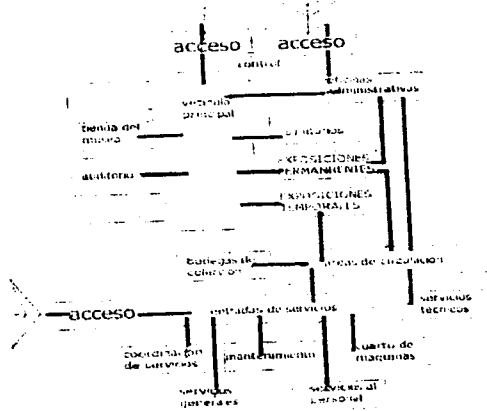 acceso acceso
control
oficinas
administrativas
vestíbulo
principal
tienda del
museo
sanitarios
EXPOSICIONES
PERMANENTES
auditorio
EXPOSICIONES
TEMPORALES
bodegas de
colección
áreas de circulación
servicios
técnicos
acceso
entradas de servicios
coordinación
de servicios
mantenimiento
cuarto de
máquinas
servicios
generales
servicios al
personal